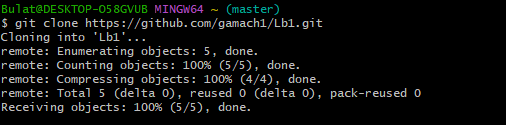 Bulat@DESKTOP-O58GVUB MINGW64 ~ (master)
$ git clone https://github.com/gamach1/Lb1.git
Cloning into 'Lb1'...
remote: Enumerating objects: 5, done.
remote: Counting objects: 100% (5/5), done.
remote: Compressing objects: 100% (4/4), done.
remote: Total 5 (delta 0), reused 0 (delta 0), pack-reused 0
Receiving objects: 100% (5/5), done.